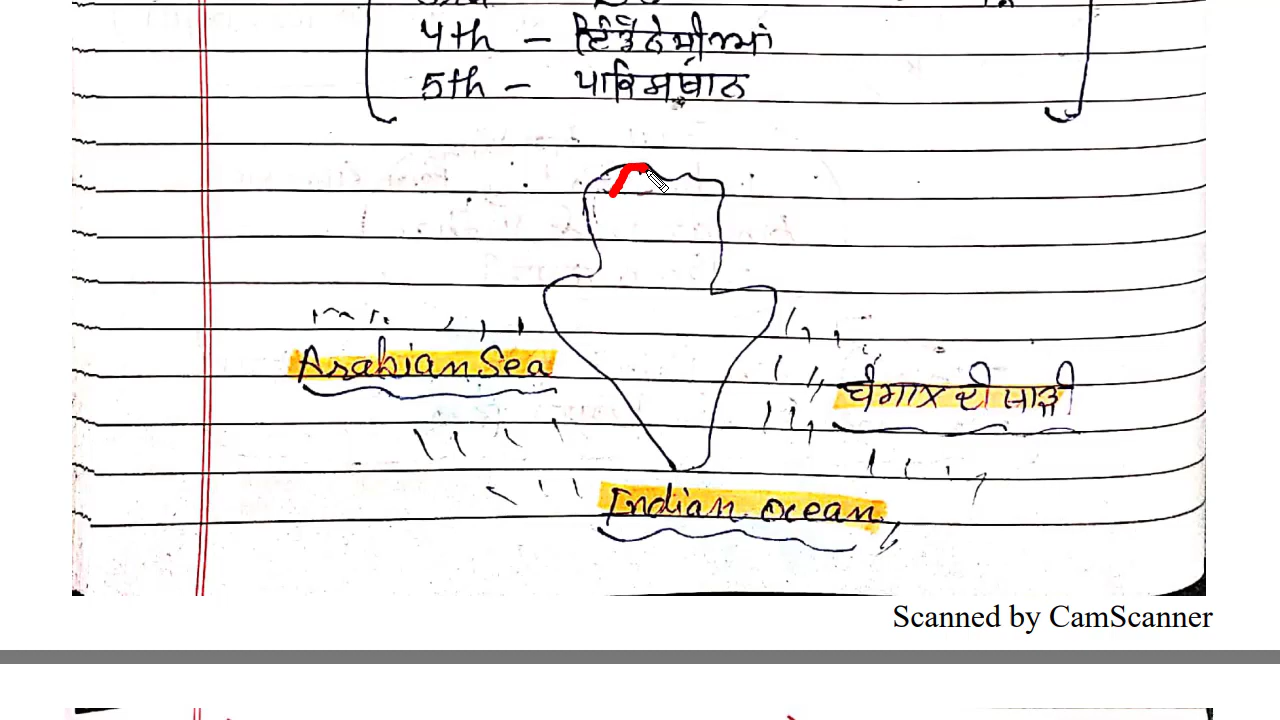 4th - ਇੰਡੋਨੇਸ਼ੀਆਂ
5th - ਪਾਕਿਸਤਾਨ
Arabian Sea
ਬੰਗਾਲ ਦੀ ਖਾੜੀ
Indian ocean
Scanned by CamScanner